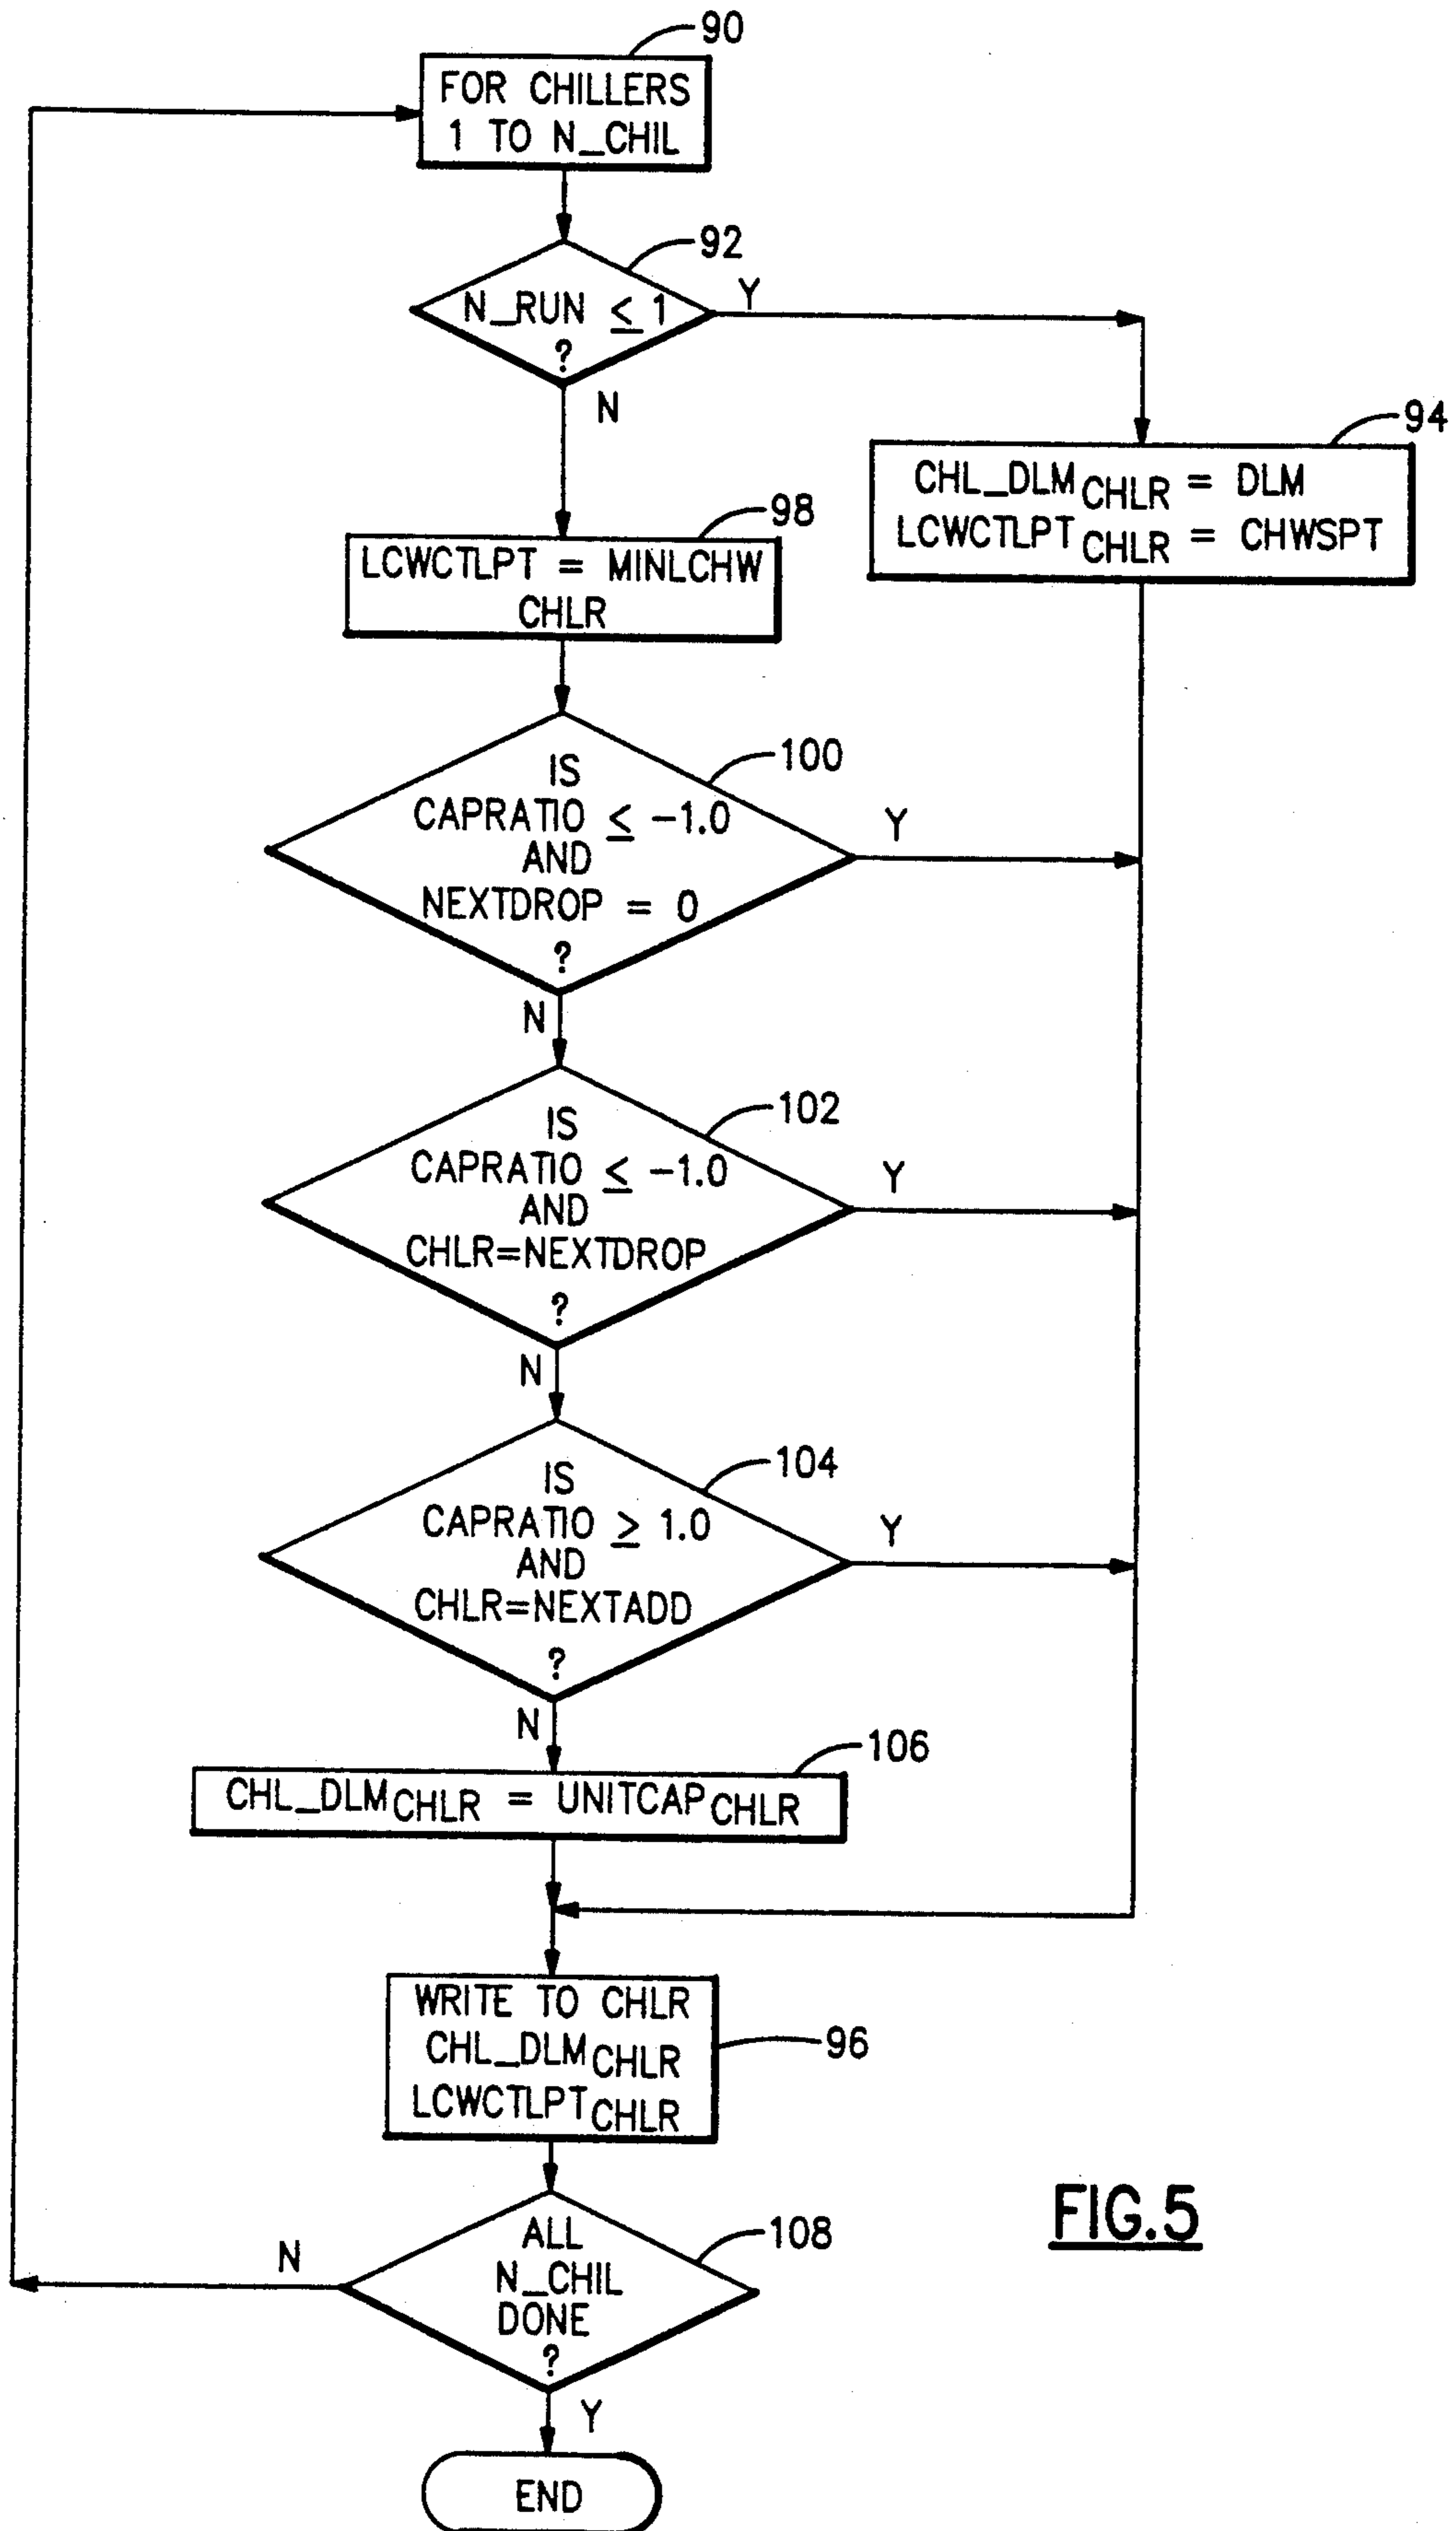 90
FOR CHILLERS
1 TO N_CHIL
92
N_RUN ≤ 1
?
Y
N
94
CHL_DLM CHLR = DLM
LCWCTLPT CHLR = CHWSPT
98
LCWCTLPT = MINLCHW
CHLR
100
IS
CAPRATIO ≤ -1.0
AND
NEXTDROP = 0
?
Y
N
102
IS
CAPRATIO ≤ -1.0
AND
CHLR=NEXTDROP
?
Y
N
104
IS
CAPRATIO ≥ 1.0
AND
CHLR=NEXTADD
?
Y
N
106
CHL_DLM CHLR = UNITCAP CHLR
WRITE TO CHLR
CHL_DLM CHLR
LCWCTLPT CHLR
96
108
ALL
N_CHIL
DONE
?
N
Y
END
FIG.5